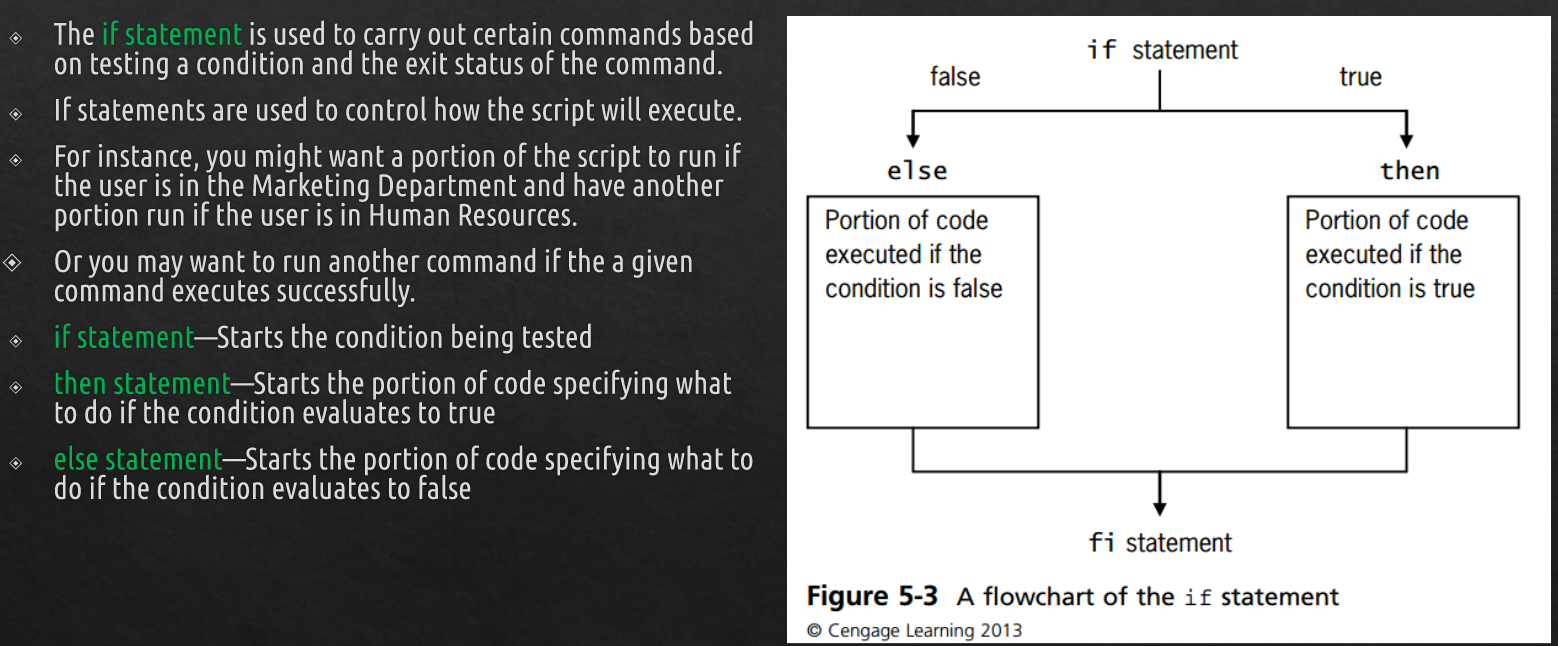 The if statement is used to carry out certain commands based
on testing a condition and the exit status of the command.
If statements are used to control how the script will execute.
For instance, you might want a portion of the script to run if
the user is in the Marketing Department and have another
portion run if the user is in Human Resources.
Or you may want to run another command if the a given
command executes successfully.
if statement—Starts the condition being tested
then statement—Starts the portion of code specifying what
to do if the condition evaluates to true
else statement—Starts the portion of code specifying what to
do if the condition evaluates to false
if statement
false
true
else
Portion of code
executed if the
condition is false
then
Portion of code
executed if the
condition is true
fi statement
Figure 5-3 A flowchart of the if statement
© Cengage Learning 2013